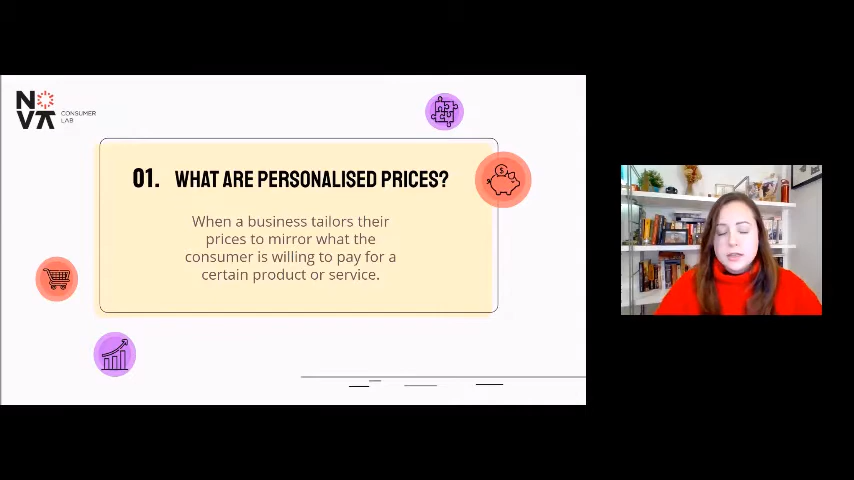 NOVA
CONSUMER
LAB
01. WHAT ARE PERSONALISED PRICES?
When a business tailors their
prices to mirror what the
consumer is willing to pay for a
certain product or service.